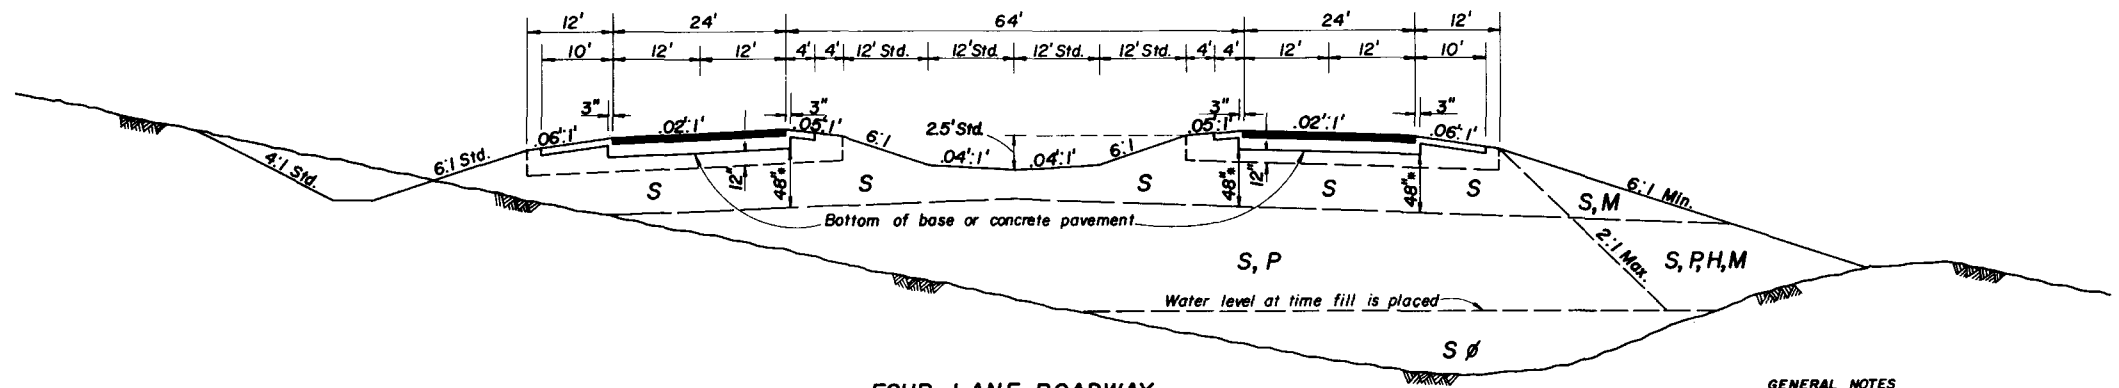 12' 24' 64' 24' 12'
10' 12' 12' 4' 4' 12' Std. 12' Std. 12' Std. 12' Std. 4' 4' 12' 12' 10'
3" 3" 3" 3"
.06':1' .02':1' .05':1' 2.5' Std. .05':1' .02':1' .06':1'
4:1 Std. 6:1 Std. 6:1 .04':1' .04':1' 6:1
12" 48"* 48"* 12" 48"*
S S S S S
6:1 Min.
S, M
Bottom of base or concrete pavement
2:1 Max.
S, P S, P, H, M
Water level at time fill is placed
S ø
FOUR LANE ROADWAY
GENERAL NOTES